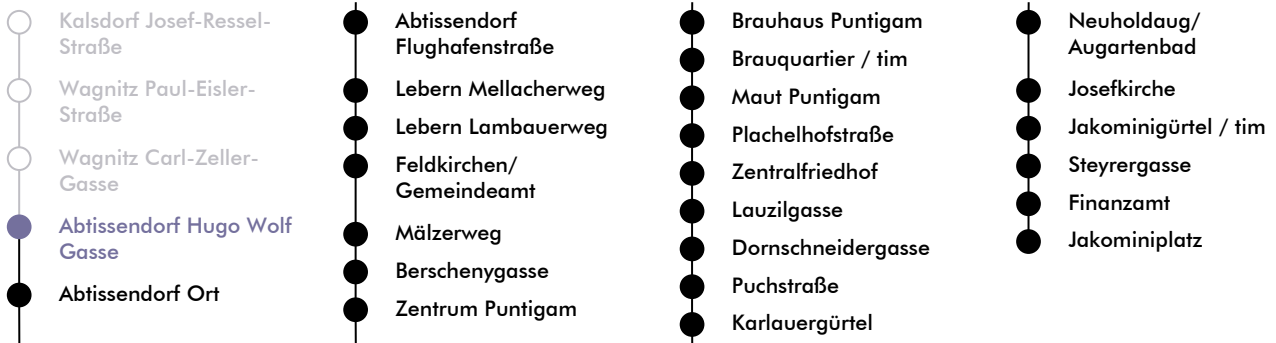 Kalsdorf Josef-Ressel-
Straße
Wagnitz Paul-Eisler-
Straße
Wagnitz Carl-Zeller-
Gasse
Abtissendorf Hugo Wolf
Gasse
Abtissendorf Ort
Abtissendorf
Flughafenstraße
Lebern Mellacherweg
Lebern Lambauerweg
Feldkirchen/
Gemeindeamt
Mälzerweg
Berschenygasse
Zentrum Puntigam
Brauhaus Puntigam
Brauquartier / tim
Maut Puntigam
Plachelhofstraße
Zentralfriedhof
Lauzilgasse
Dornschneidergasse
Puchstraße
Karlauergürtel
Neuholdaug/
Augartenbad
Josefkirche
Jakominigürtel / tim
Steyrergasse
Finanzamt
Jakominiplatz